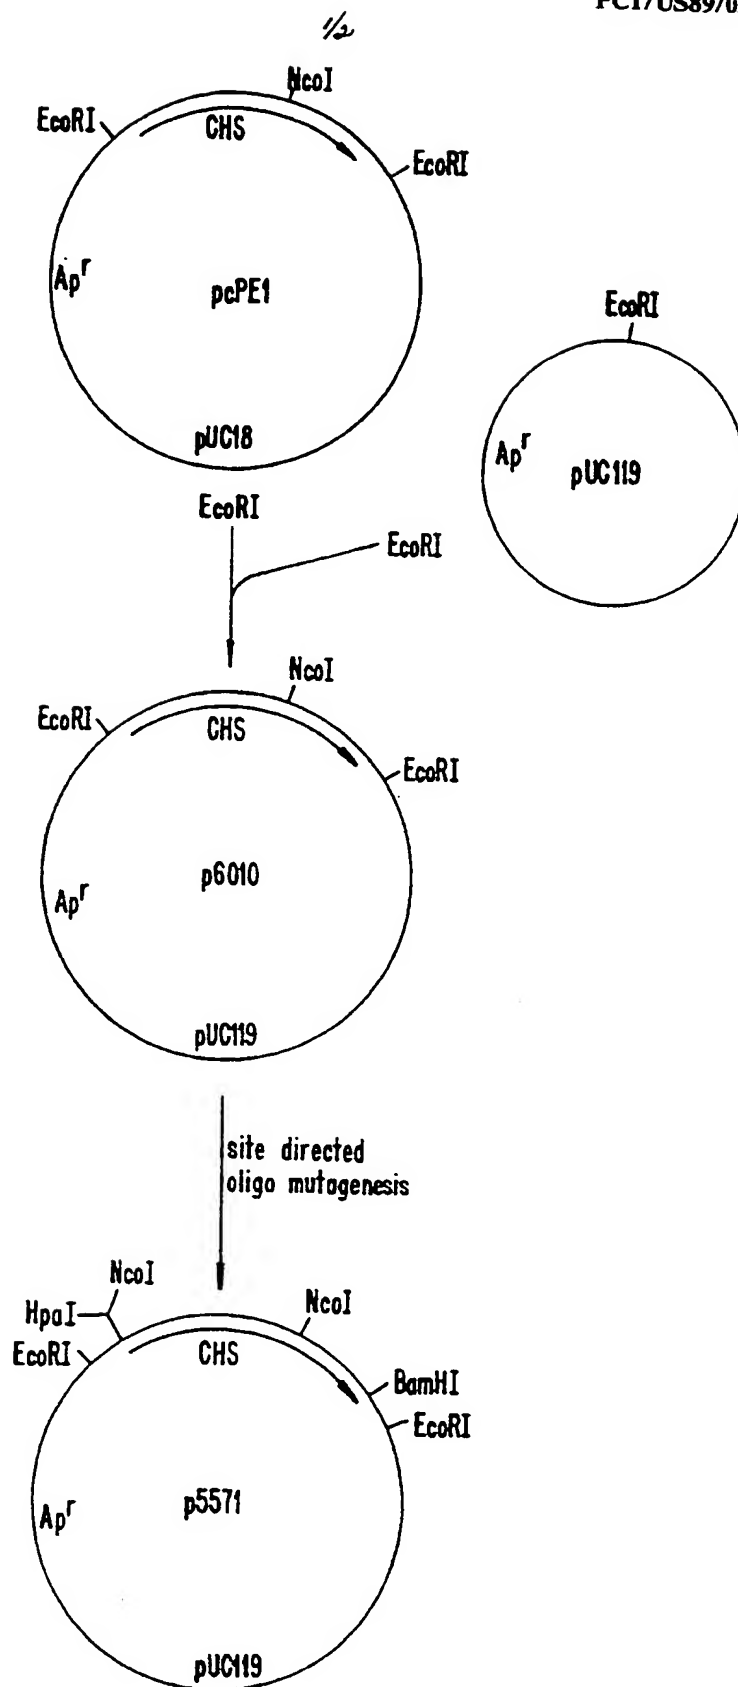 PCT/US89/0
1/2
NcoI
EcoRI
CHS
EcoRI
Apr
pcPE1
pUC18
EcoRI
Apr
pUC119
EcoRI
EcoRI
NcoI
EcoRI
CHS
EcoRI
Apr
p6010
pUC119
site directed
oligo mutagenesis
NcoI
HpaI
EcoRI
NcoI
CHS
BamHI
EcoRI
Apr
p5571
pUC119